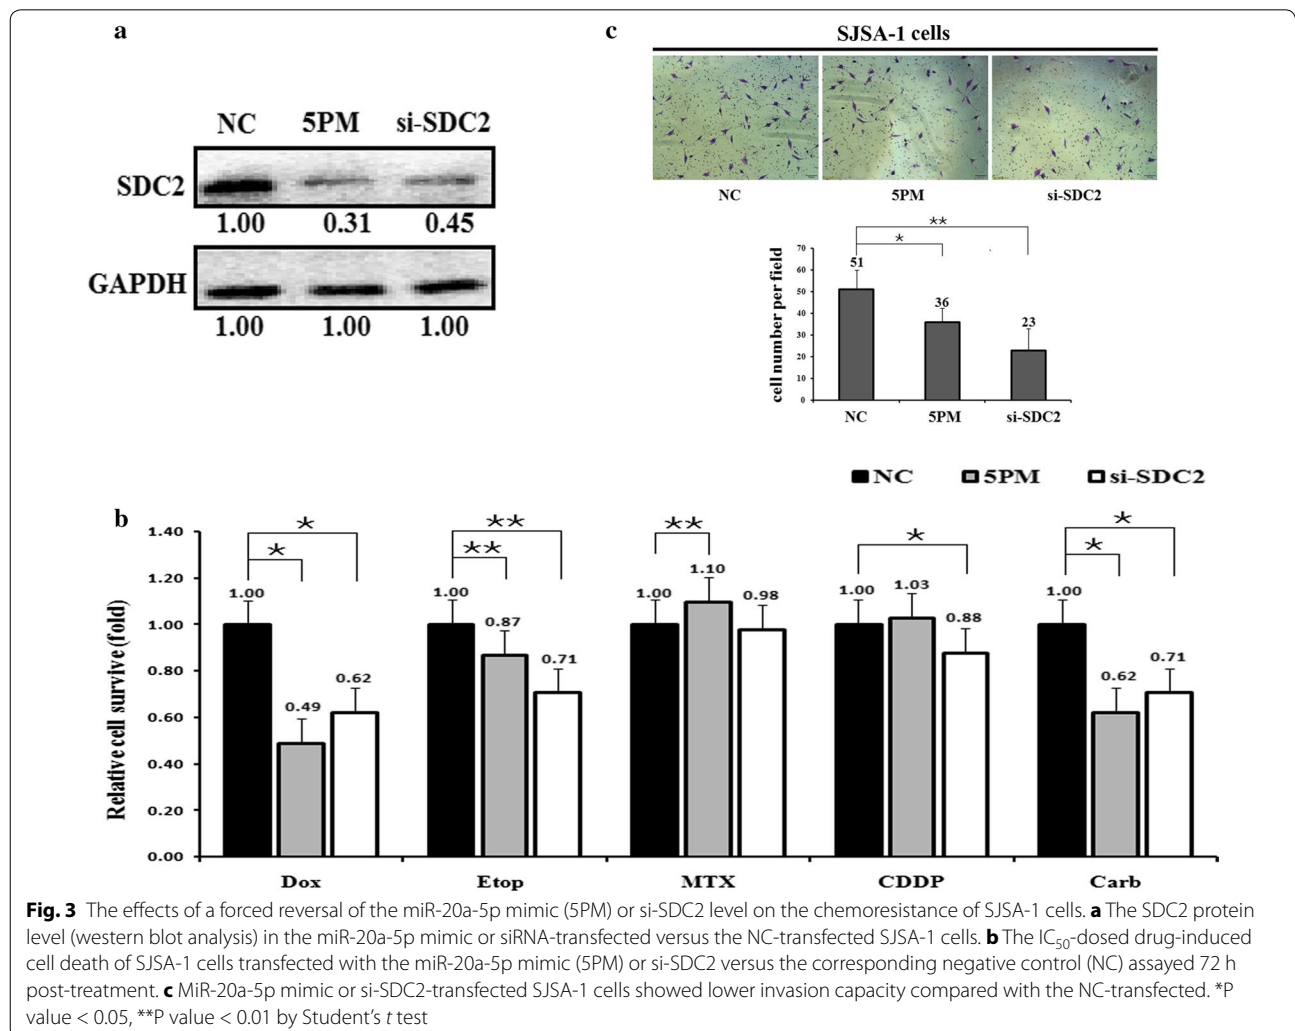 a
NC 5PM si-SDC2
SDC2
1.00 0.31 0.45
GAPDH
1.00 1.00 1.00
c
SJSA-1 cells
NC 5PM si-SDC2
**
*
cell number per field
70
60
50
40
30
20
10
0
51
36
23
NC 5PM si-SDC2
NC 5PM si-SDC2
b
Relative cell survive (fold)
1.40
1.20
1.00
0.80
0.60
0.40
0.20
0.00
* *
1.00 0.49 0.62
** **
1.00 0.87 0.71
**
1.00 1.10 0.98
*
1.00 1.03 0.88
* *
1.00 0.62 0.71
Dox Etop MTX CDDP Carb
Fig. 3 The effects of a forced reversal of the miR-20a-5p mimic (5PM) or si-SDC2 level on the chemoresistance of SJSA-1 cells. a The SDC2 protein
level (western blot analysis) in the miR-20a-5p mimic or siRNA-transfected versus the NC-transfected SJSA-1 cells. b The IC50-dosed drug-induced
cell death of SJSA-1 cells transfected with the miR-20a-5p mimic (5PM) or si-SDC2 versus the corresponding negative control (NC) assayed 72 h
post-treatment. c MiR-20a-5p mimic or si-SDC2-transfected SJSA-1 cells showed lower invasion capacity compared with the NC-transfected. *P
value < 0.05, **P value < 0.01 by Student's t test